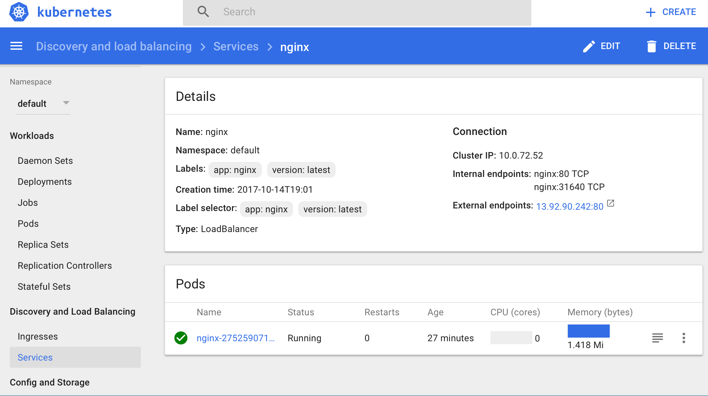 kubernetes
Search
+ CREATE
Discovery and load balancing > Services > nginx
EDIT
DELETE
Namespace
default
Workloads
Daemon Sets
Deployments
Jobs
Pods
Replica Sets
Replication Controllers
Stateful Sets
Discovery and Load Balancing
Ingresses
Services
Config and Storage
Details
Name: nginx
Namespace: default
Labels: app: nginx version: latest
Creation time: 2017-10-14T19:01
Label selector: app: nginx version: latest
Type: LoadBalancer
Connection
Cluster IP: 10.0.72.52
Internal endpoints: nginx:80 TCP
nginx:31640 TCP
External endpoints: 13.92.90.242:80
Pods
Name Status Restarts Age CPU (cores) Memory (bytes)
nginx-275259071... Running 0 27 minutes 0 1.418 Mi